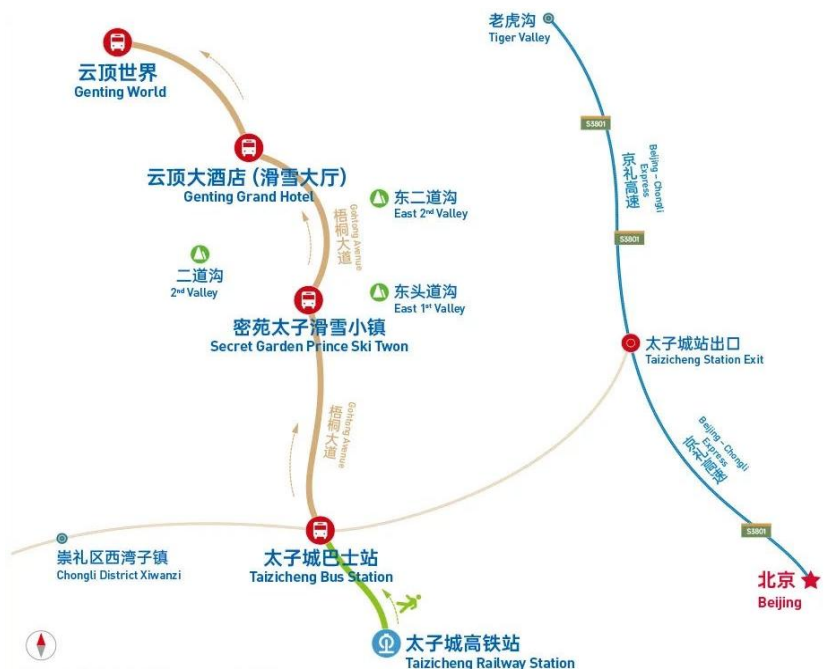 老虎沟
Tiger Valley
云顶世界
Genting World
S3801
Beijing – Chongli
Express
京礼高速
云顶大酒店（滑雪大厅）
Genting Grand Hotel
东二道沟
East 2nd Valley
Gohtong Avenue
梧桐大道
S3801
二道沟
2nd Valley
东头道沟
East 1st Valley
密苑太子滑雪小镇
Secret Garden Prince Ski Twon
太子城站出口
Taizicheng Station Exit
Gohtong Avenue
梧桐大道
Beijing – Chongli
Express
京礼高速
S3801
崇礼区西湾子镇
Chongli District Xiwanzi
太子城巴士站
Taizicheng Bus Station
北京
Beijing
太子城高铁站
Taizicheng Railway Station